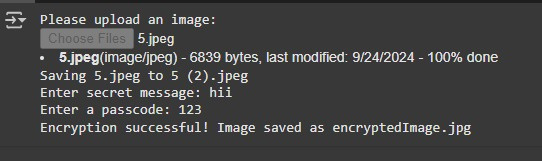 Please upload an image:
Choose Files 5.jpeg
• 5.jpeg(image/jpeg) - 6839 bytes, last modified: 9/24/2024 - 100% done
Saving 5.jpeg to 5 (2).jpeg
Enter secret message: hii
Enter a passcode: 123
Encryption successful! Image saved as encryptedImage.jpg